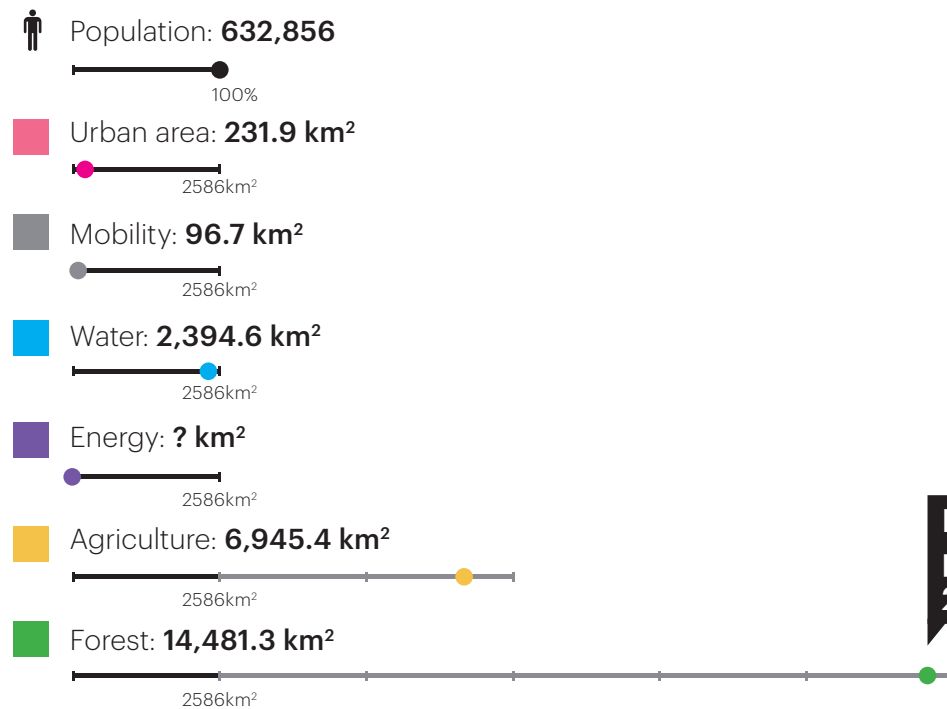 Population: 632,856
100%
Urban area: 231.9 km²
2586km²
Mobility: 96.7 km²
2586km²
Water: 2,394.6 km²
2586km²
Energy: ? km²
2586km²
Agriculture: 6,945.4 km²
2586km²
Forest: 14,481.3 km²
2586km²